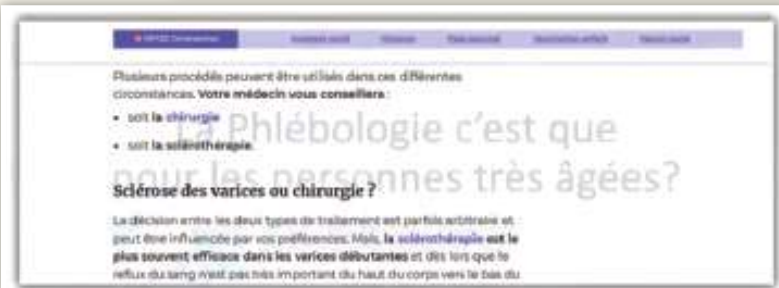 Plusieurs procédés peuvent être utilisés dans ces différentes
circonstances. Votre médecin vous conseillera :
• soit la chirurgie
• soit la sclérothérapie.
La Phlébologie c'est que
pour les personnes très âgées?
Sclérose des varices ou chirurgie ?
La décision entre les deux types de traitement est parfois arbitraire et
peut être influencée par vos préférences. Mais, la sclérothérapie est le
plus souvent efficace dans les varices débutantes et dès lors que le
reflux du sang n'est pas très important du haut du corps vers le bas du